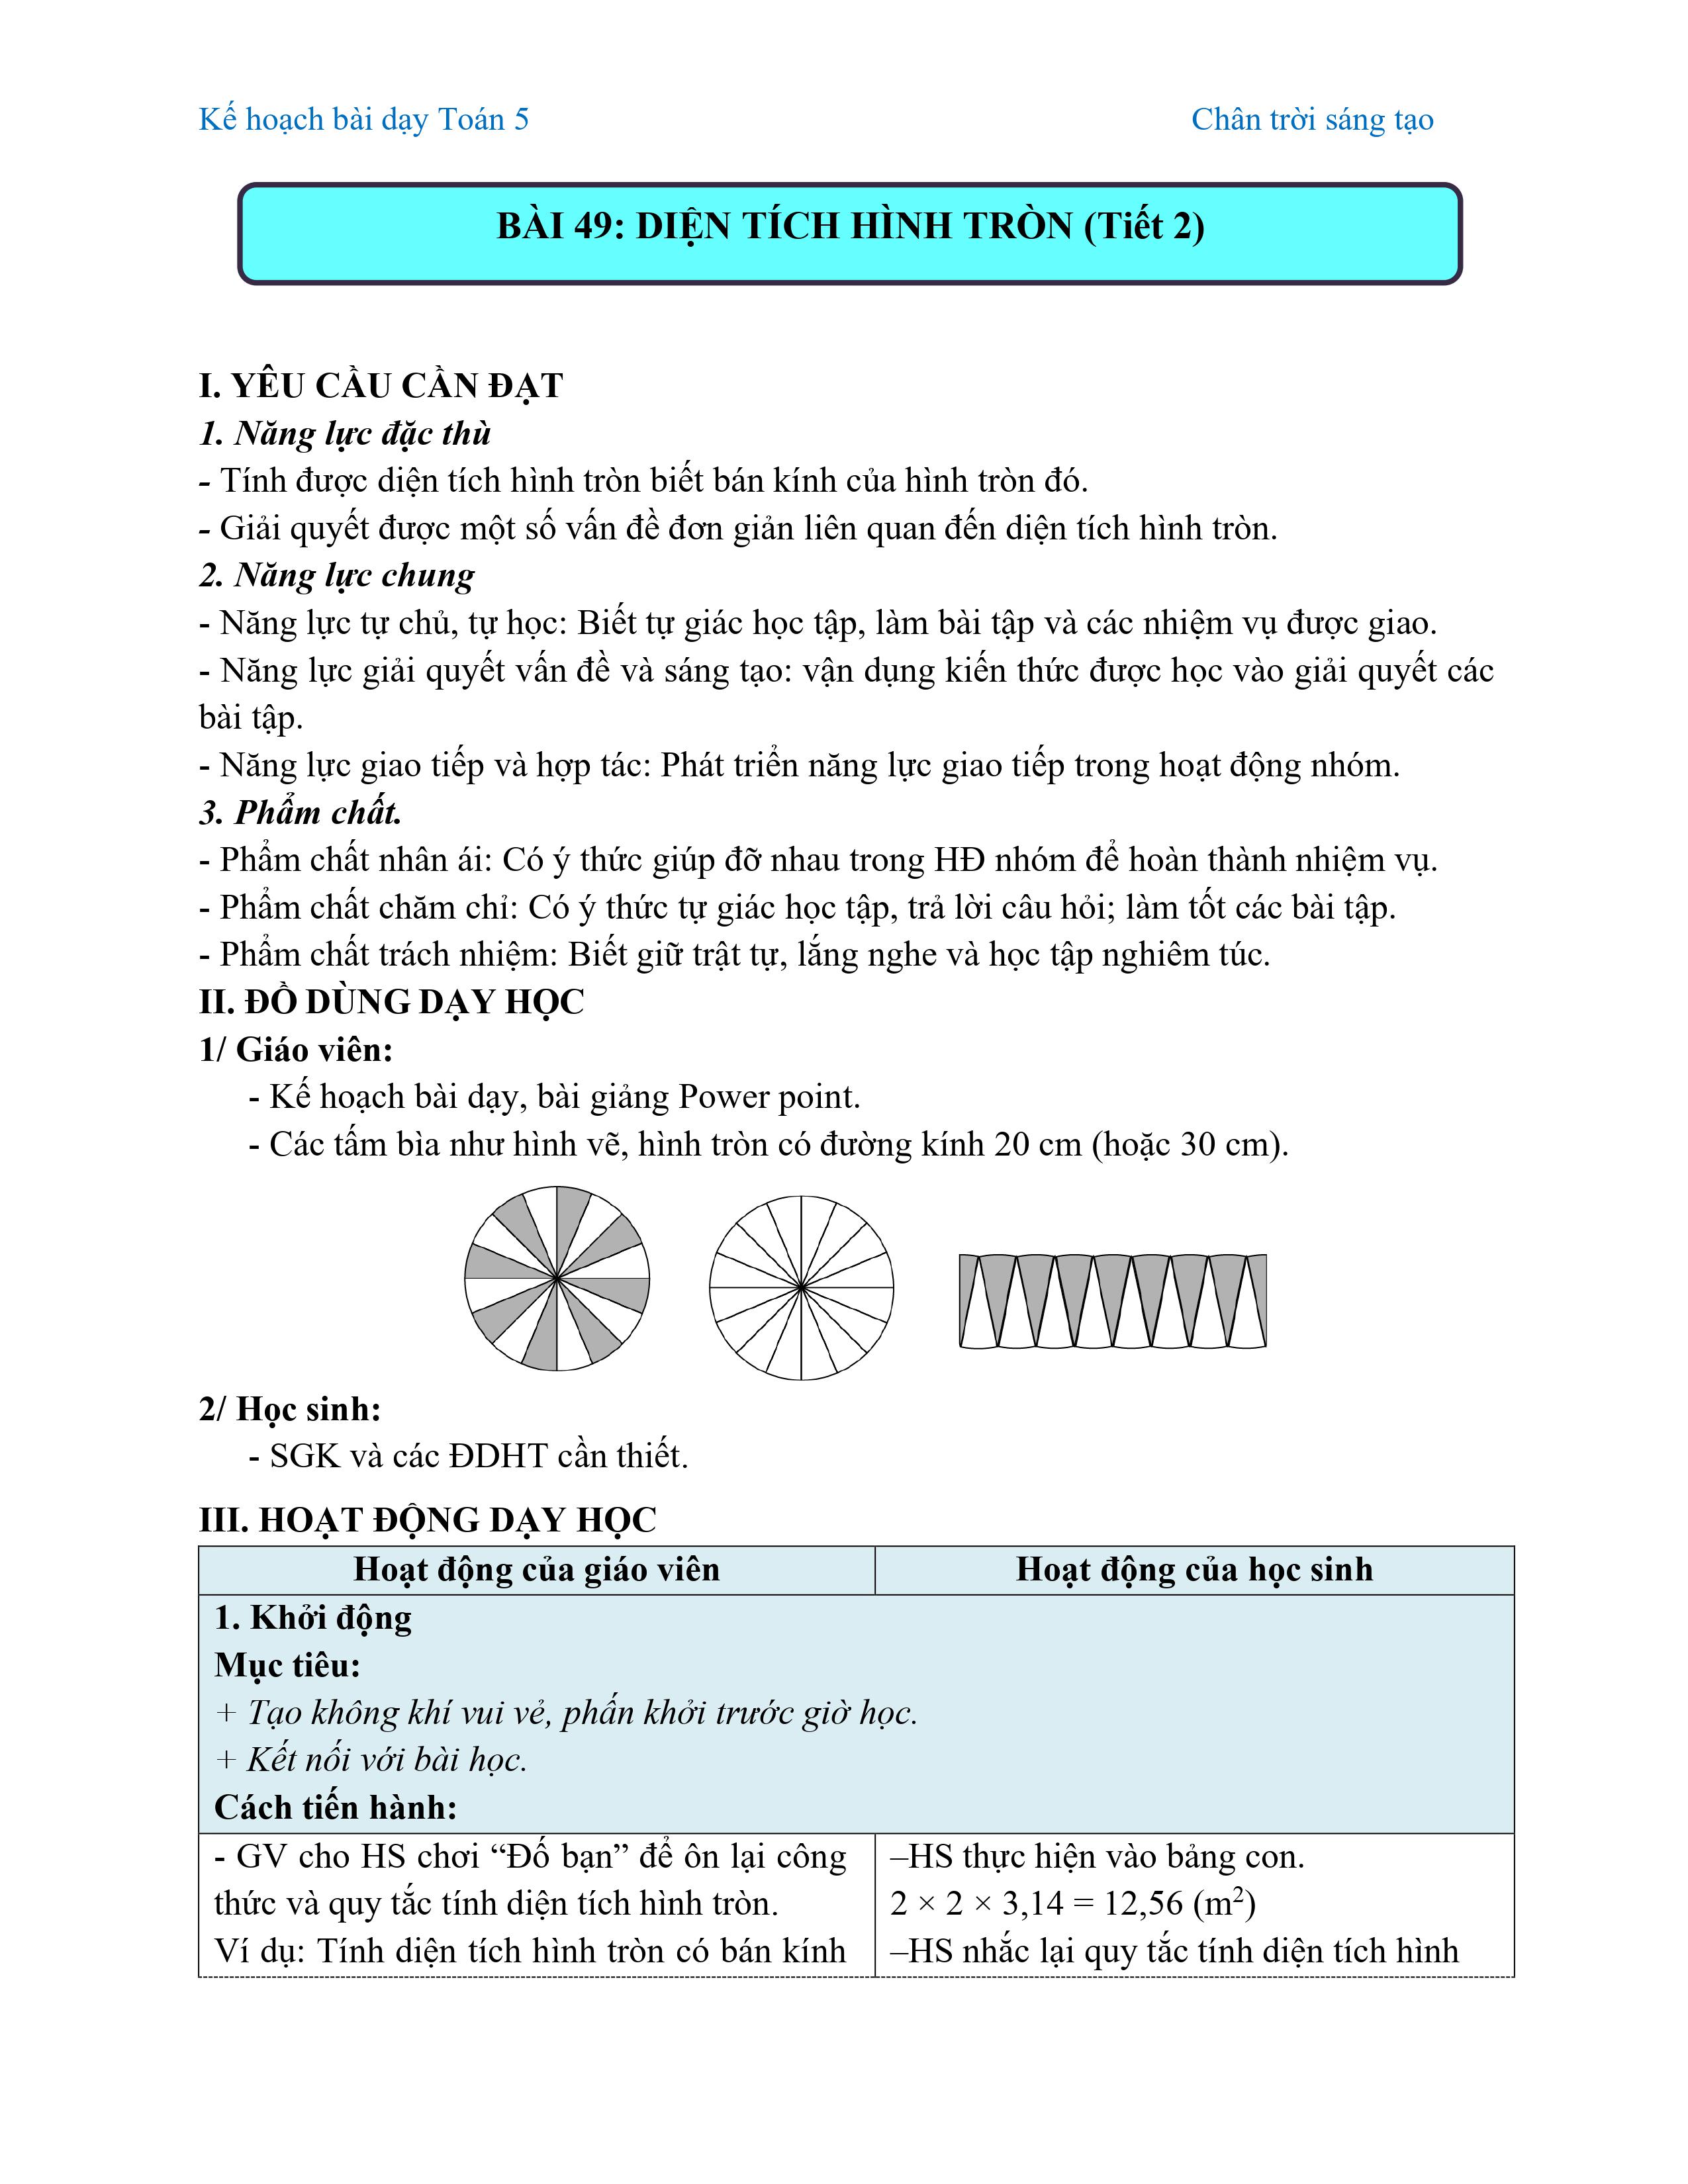 Kế hoạch bài dạy Toán 5 Chân trời sáng tạo
BÀI 49: DIỆN TÍCH HÌNH TRÒN (Tiết 2)
I. YÊU CẦU CẦN ĐẠT
1. Năng lực đặc thù
- Tính được diện tích hình tròn biết bán kính của hình tròn đó.
- Giải quyết được một số vấn đề đơn giản liên quan đến diện tích hình tròn.
2. Năng lực chung
- Năng lực tự chủ, tự học: Biết tự giác học tập, làm bài tập và các nhiệm vụ được giao.
- Năng lực giải quyết vấn đề và sáng tạo: vận dụng kiến thức được học vào giải quyết các
bài tập.
- Năng lực giao tiếp và hợp tác: Phát triển năng lực giao tiếp trong hoạt động nhóm.
3. Phẩm chất.
- Phẩm chất nhân ái: Có ý thức giúp đỡ nhau trong HĐ nhóm để hoàn thành nhiệm vụ.
- Phẩm chất chăm chỉ: Có ý thức tự giác học tập, trả lời câu hỏi; làm tốt các bài tập.
- Phẩm chất trách nhiệm: Biết giữ trật tự, lắng nghe và học tập nghiêm túc.
II. ĐỒ DÙNG DẠY HỌC
1/ Giáo viên:
- Kế hoạch bài dạy, bài giảng Power point.
- Các tấm bìa như hình vẽ, hình tròn có đường kính 20 cm (hoặc 30 cm).
2/ Học sinh:
- SGK và các ĐDHT cần thiết.
III. HOẠT ĐỘNG DẠY HỌC
Hoạt động của giáo viên Hoạt động của học sinh
1. Khởi động
Mục tiêu:
+ Tạo không khí vui vẻ, phấn khởi trước giờ học.
+ Kết nối với bài học.
Cách tiến hành:
- GV cho HS chơi “Đố bạn” để ôn lại công
thức và quy tắc tính diện tích hình tròn.
Ví dụ: Tính diện tích hình tròn có bán kính
–HS thực hiện vào bảng con.
2 × 2 × 3,14 = 12,56 (m²)
–HS nhắc lại quy tắc tính diện tích hình